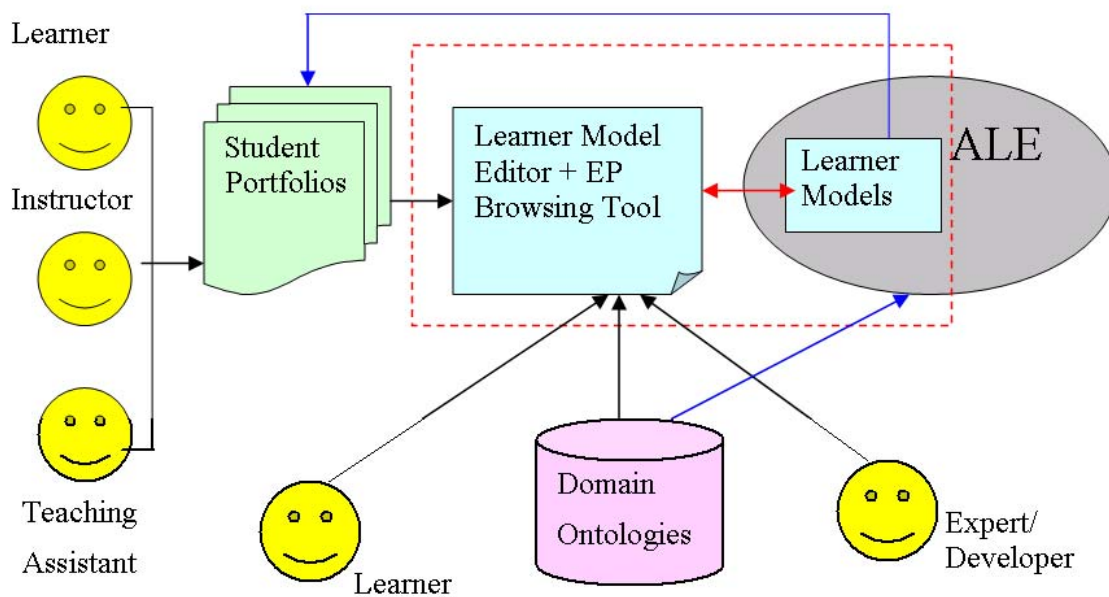 Learner
Instructor
Teaching
Assistant
Student
Portfolios
Learner Model
Editor + EP
Browsing Tool
Learner
Models
ALE
Learner
Domain
Ontologies
Expert/
Developer